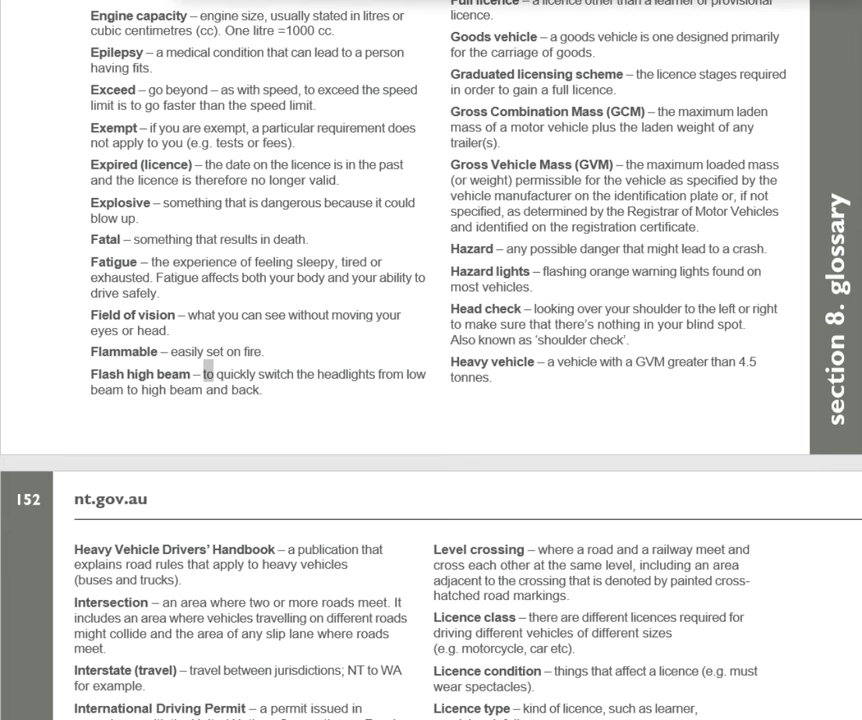 Engine capacity – engine size, usually stated in litres or
cubic centimetres (cc). One litre =1000 cc.
Epilepsy – a medical condition that can lead to a person
having fits.
Exceed – go beyond – as with speed, to exceed the speed
limit is to go faster than the speed limit.
Exempt – if you are exempt, a particular requirement does
not apply to you (e.g. tests or fees).
Expired (licence) – the date on the licence is in the past
and the licence is therefore no longer valid.
Explosive – something that is dangerous because it could
blow up.
Fatal – something that results in death.
Fatigue – the experience of feeling sleepy, tired or
exhausted. Fatigue affects both your body and your ability to
drive safely.
Field of vision – what you can see without moving your
eyes or head.
Flammable – easily set on fire.
Flash high beam – to quickly switch the headlights from low
beam to high beam and back.
Full licence – a licence other than a learner or provisional
licence.
Goods vehicle – a goods vehicle is one designed primarily
for the carriage of goods.
Graduated licensing scheme – the licence stages required
in order to gain a full licence.
Gross Combination Mass (GCM) – the maximum laden
mass of a motor vehicle plus the laden weight of any
trailer(s).
Gross Vehicle Mass (GVM) – the maximum loaded mass
(or weight) permissible for the vehicle as specified by the
vehicle manufacturer on the identification plate or, if not
specified, as determined by the Registrar of Motor Vehicles
and identified on the registration certificate.
Hazard – any possible danger that might lead to a crash.
Hazard lights – flashing orange warning lights found on
most vehicles.
Head check – looking over your shoulder to the left or right
to make sure that there's nothing in your blind spot.
Also known as ‘shoulder check’.
Heavy vehicle – a vehicle with a GVM greater than 4.5
tonnes.
section 8. glossary
152
nt.gov.au
Heavy Vehicle Drivers’ Handbook – a publication that
explains road rules that apply to heavy vehicles
(buses and trucks).
Intersection – an area where two or more roads meet. It
includes an area where vehicles travelling on different roads
might collide and the area of any slip lane where roads
meet.
Interstate (travel) – travel between jurisdictions; NT to WA
for example.
International Driving Permit – a permit issued in
Level crossing – where a road and a railway meet and
cross each other at the same level, including an area
adjacent to the crossing that is denoted by painted cross-
hatched road markings.
Licence class – there are different licences required for
driving different vehicles of different sizes
(e.g. motorcycle, car etc).
Licence condition – things that affect a licence (e.g. must
wear spectacles).
Licence type – kind of licence, such as learner,